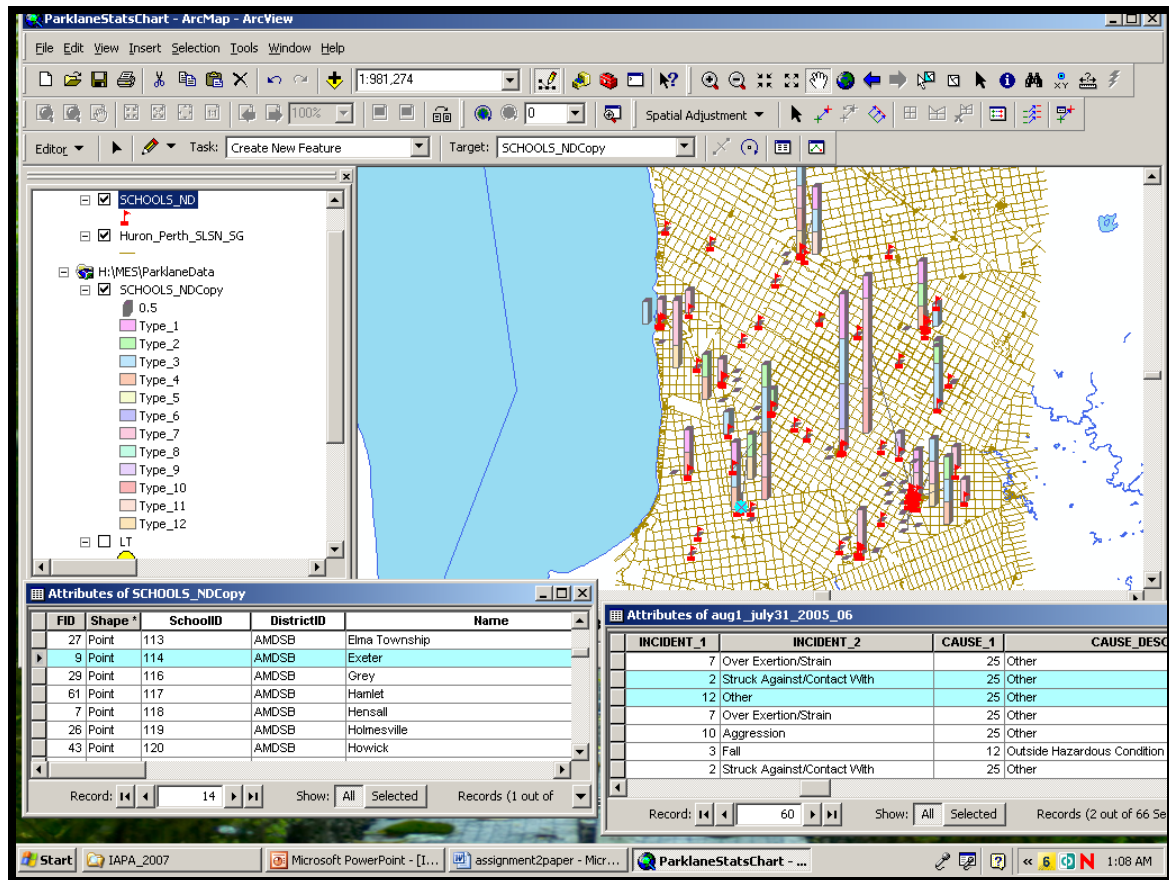 ParklaneStatsChart - ArcMap - ArcView
File Edit View Insert Selection Tools Window Help
1:981,274
100% 0 Spatial Adjustment
Editor Task: Create New Feature Target: SCHOOLS_NDCopy
SCHOOLS_ND
Huron_Perth_SLSN_SG
H:\MES\ParklaneData
SCHOOLS_NDCopy
0.5
Type_1
Type_2
Type_3
Type_4
Type_5
Type_6
Type_7
Type_8
Type_9
Type_10
Type_11
Type_12
LT
Attributes of SCHOOLS_NDCopy
FID Shape * SchoolID DistrictID Name
27 Point 113 AMDSB Elma Township
9 Point 114 AMDSB Exeter
29 Point 116 AMDSB Grey
61 Point 117 AMDSB Hamlet
7 Point 118 AMDSB Hensall
26 Point 119 AMDSB Holmesville
43 Point 120 AMDSB Howick
Record: 14 Show: All Selected Records (1 out of
Attributes of aug1_july31_2005_06
INCIDENT_1 INCIDENT_2 CAUSE_1 CAUSE_DESC
7 Over Exertion/Strain 25 Other
2 Struck Against/Contact With 25 Other
12 Other 25 Other
7 Over Exertion/Strain 25 Other
10 Aggression 25 Other
3 Fall 12 Outside Hazardous Condition
2 Struck Against/Contact With 25 Other
Record: 60 Show: All Selected Records (2 out of 66 Se
Start IAPA_2007 Microsoft PowerPoint - [I... assignment2paper - Micr... ParklaneStatsChart - ... 6 N 1:08 AM